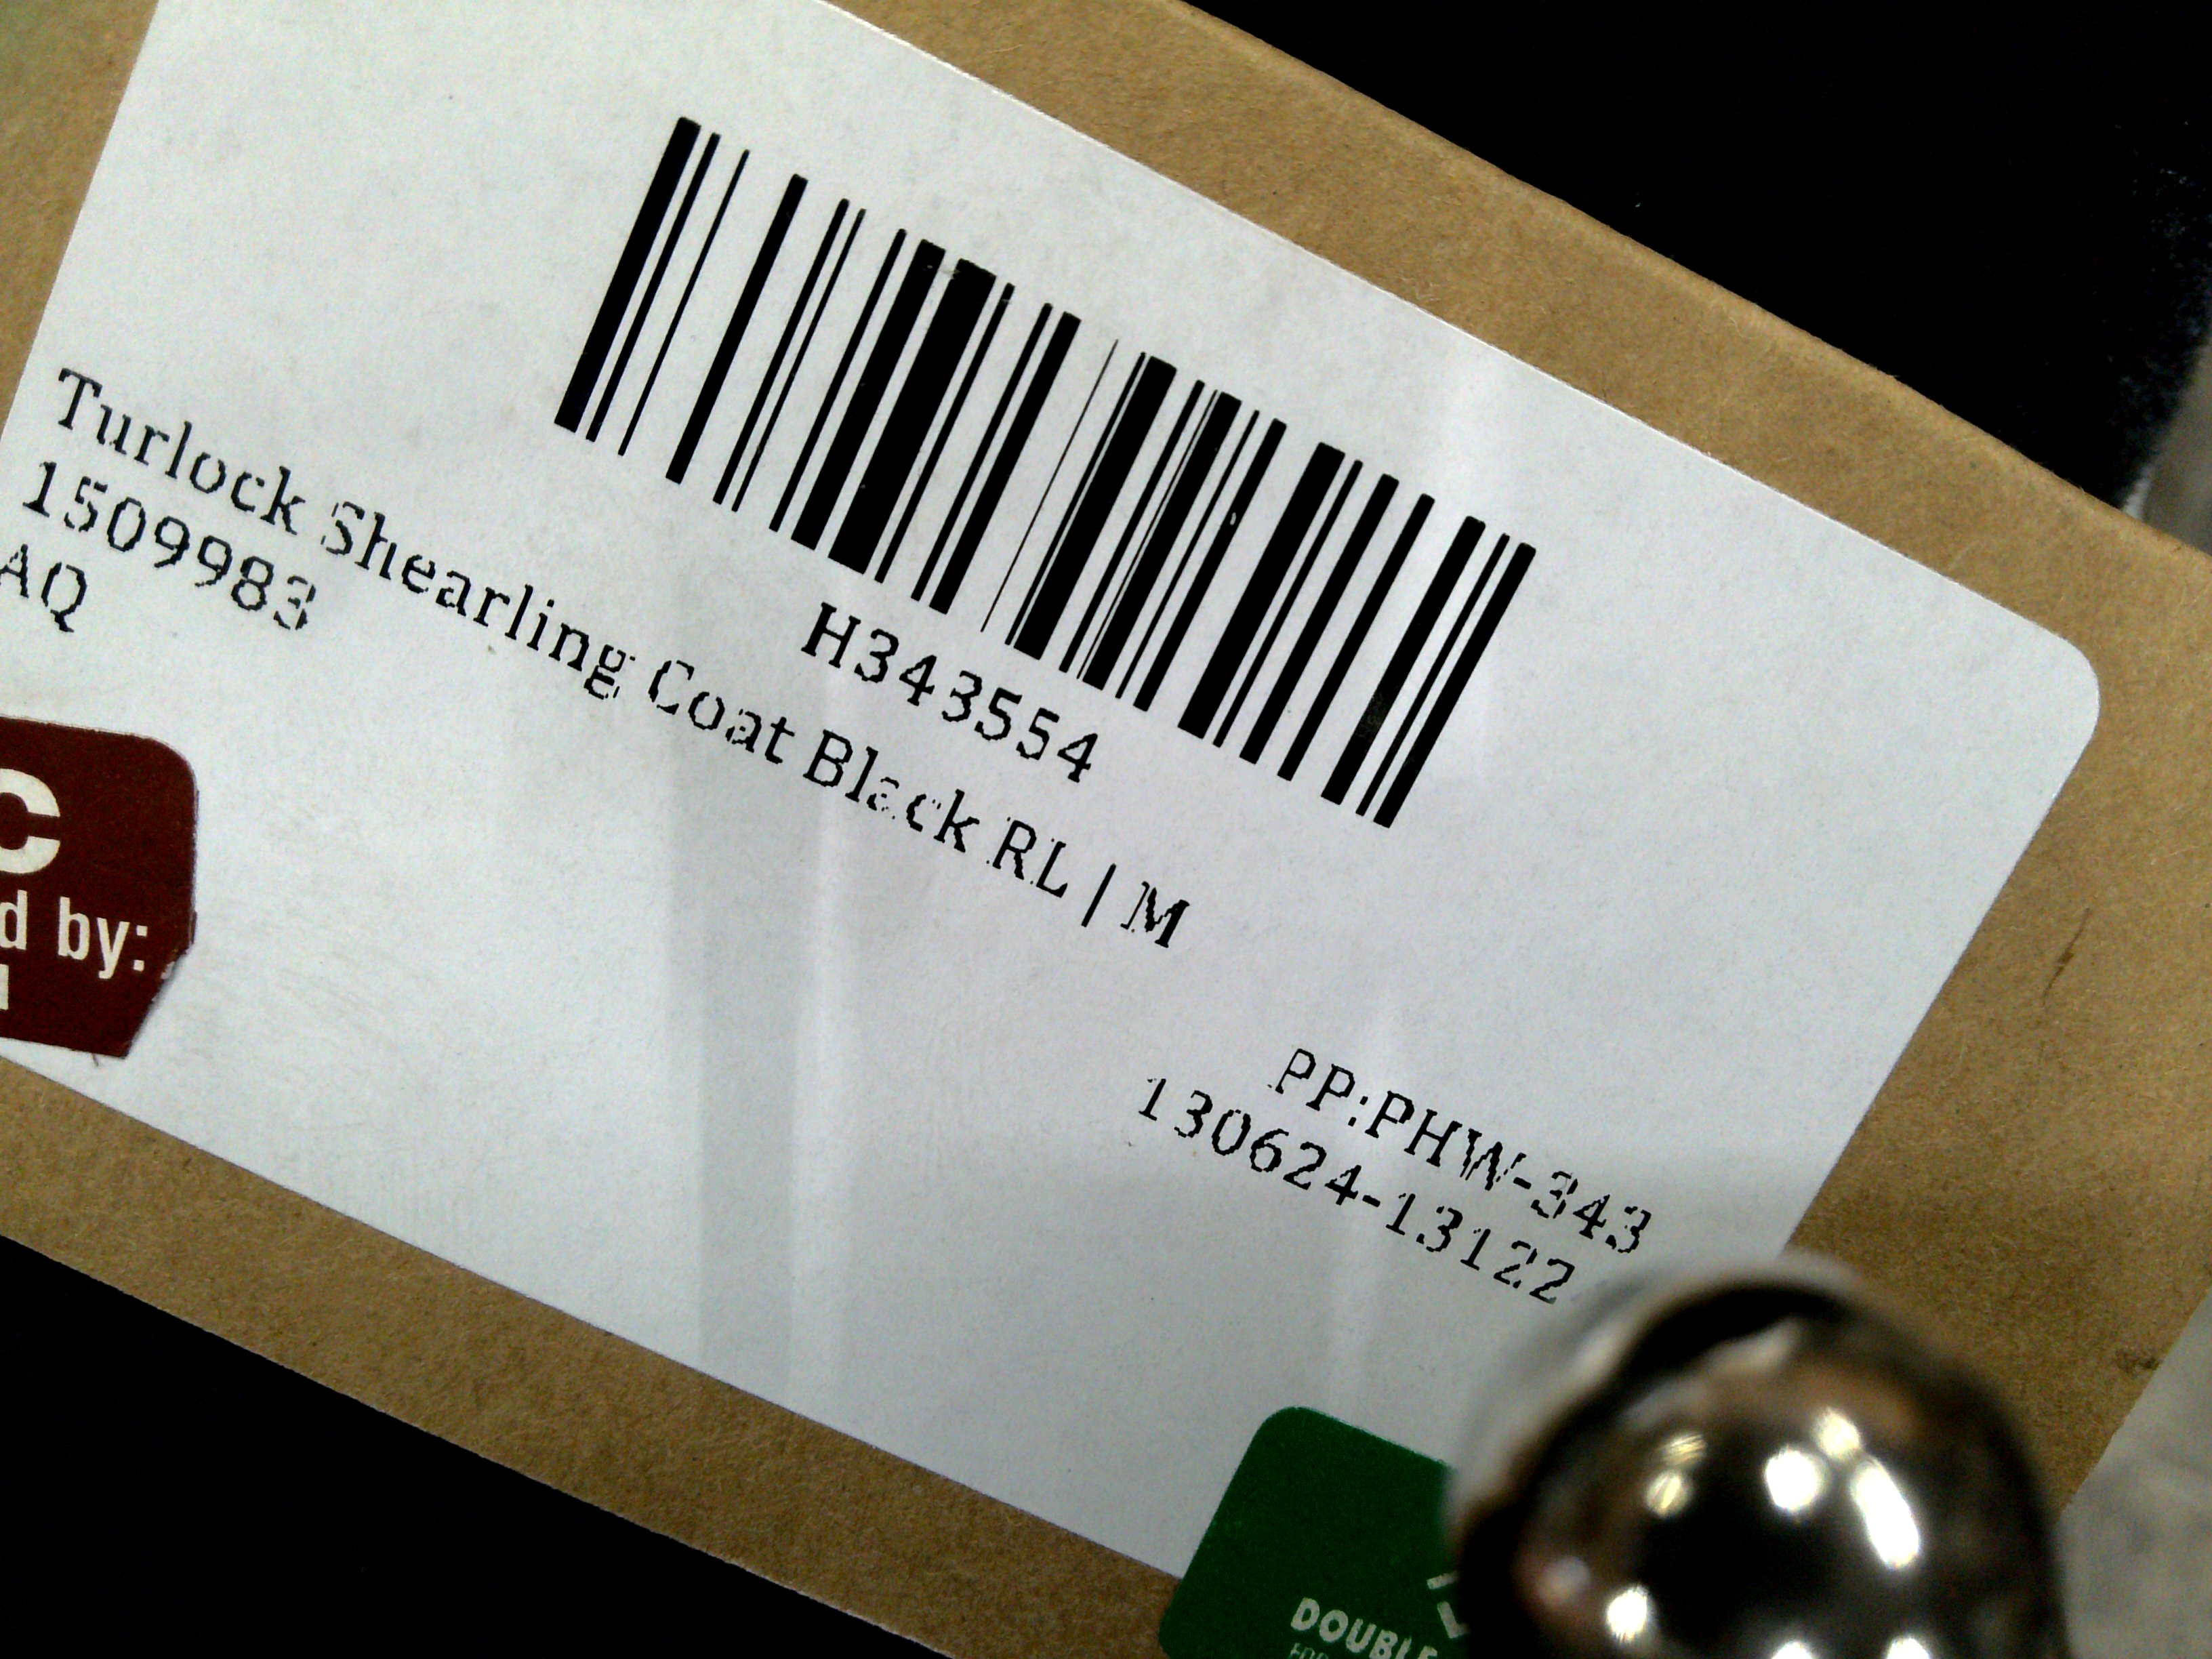 H343554
Turlock Shearling Coat Black RL | M
1509983
AQ
C
d by:
PP:PHW-343
130624-13122
DOUBLE